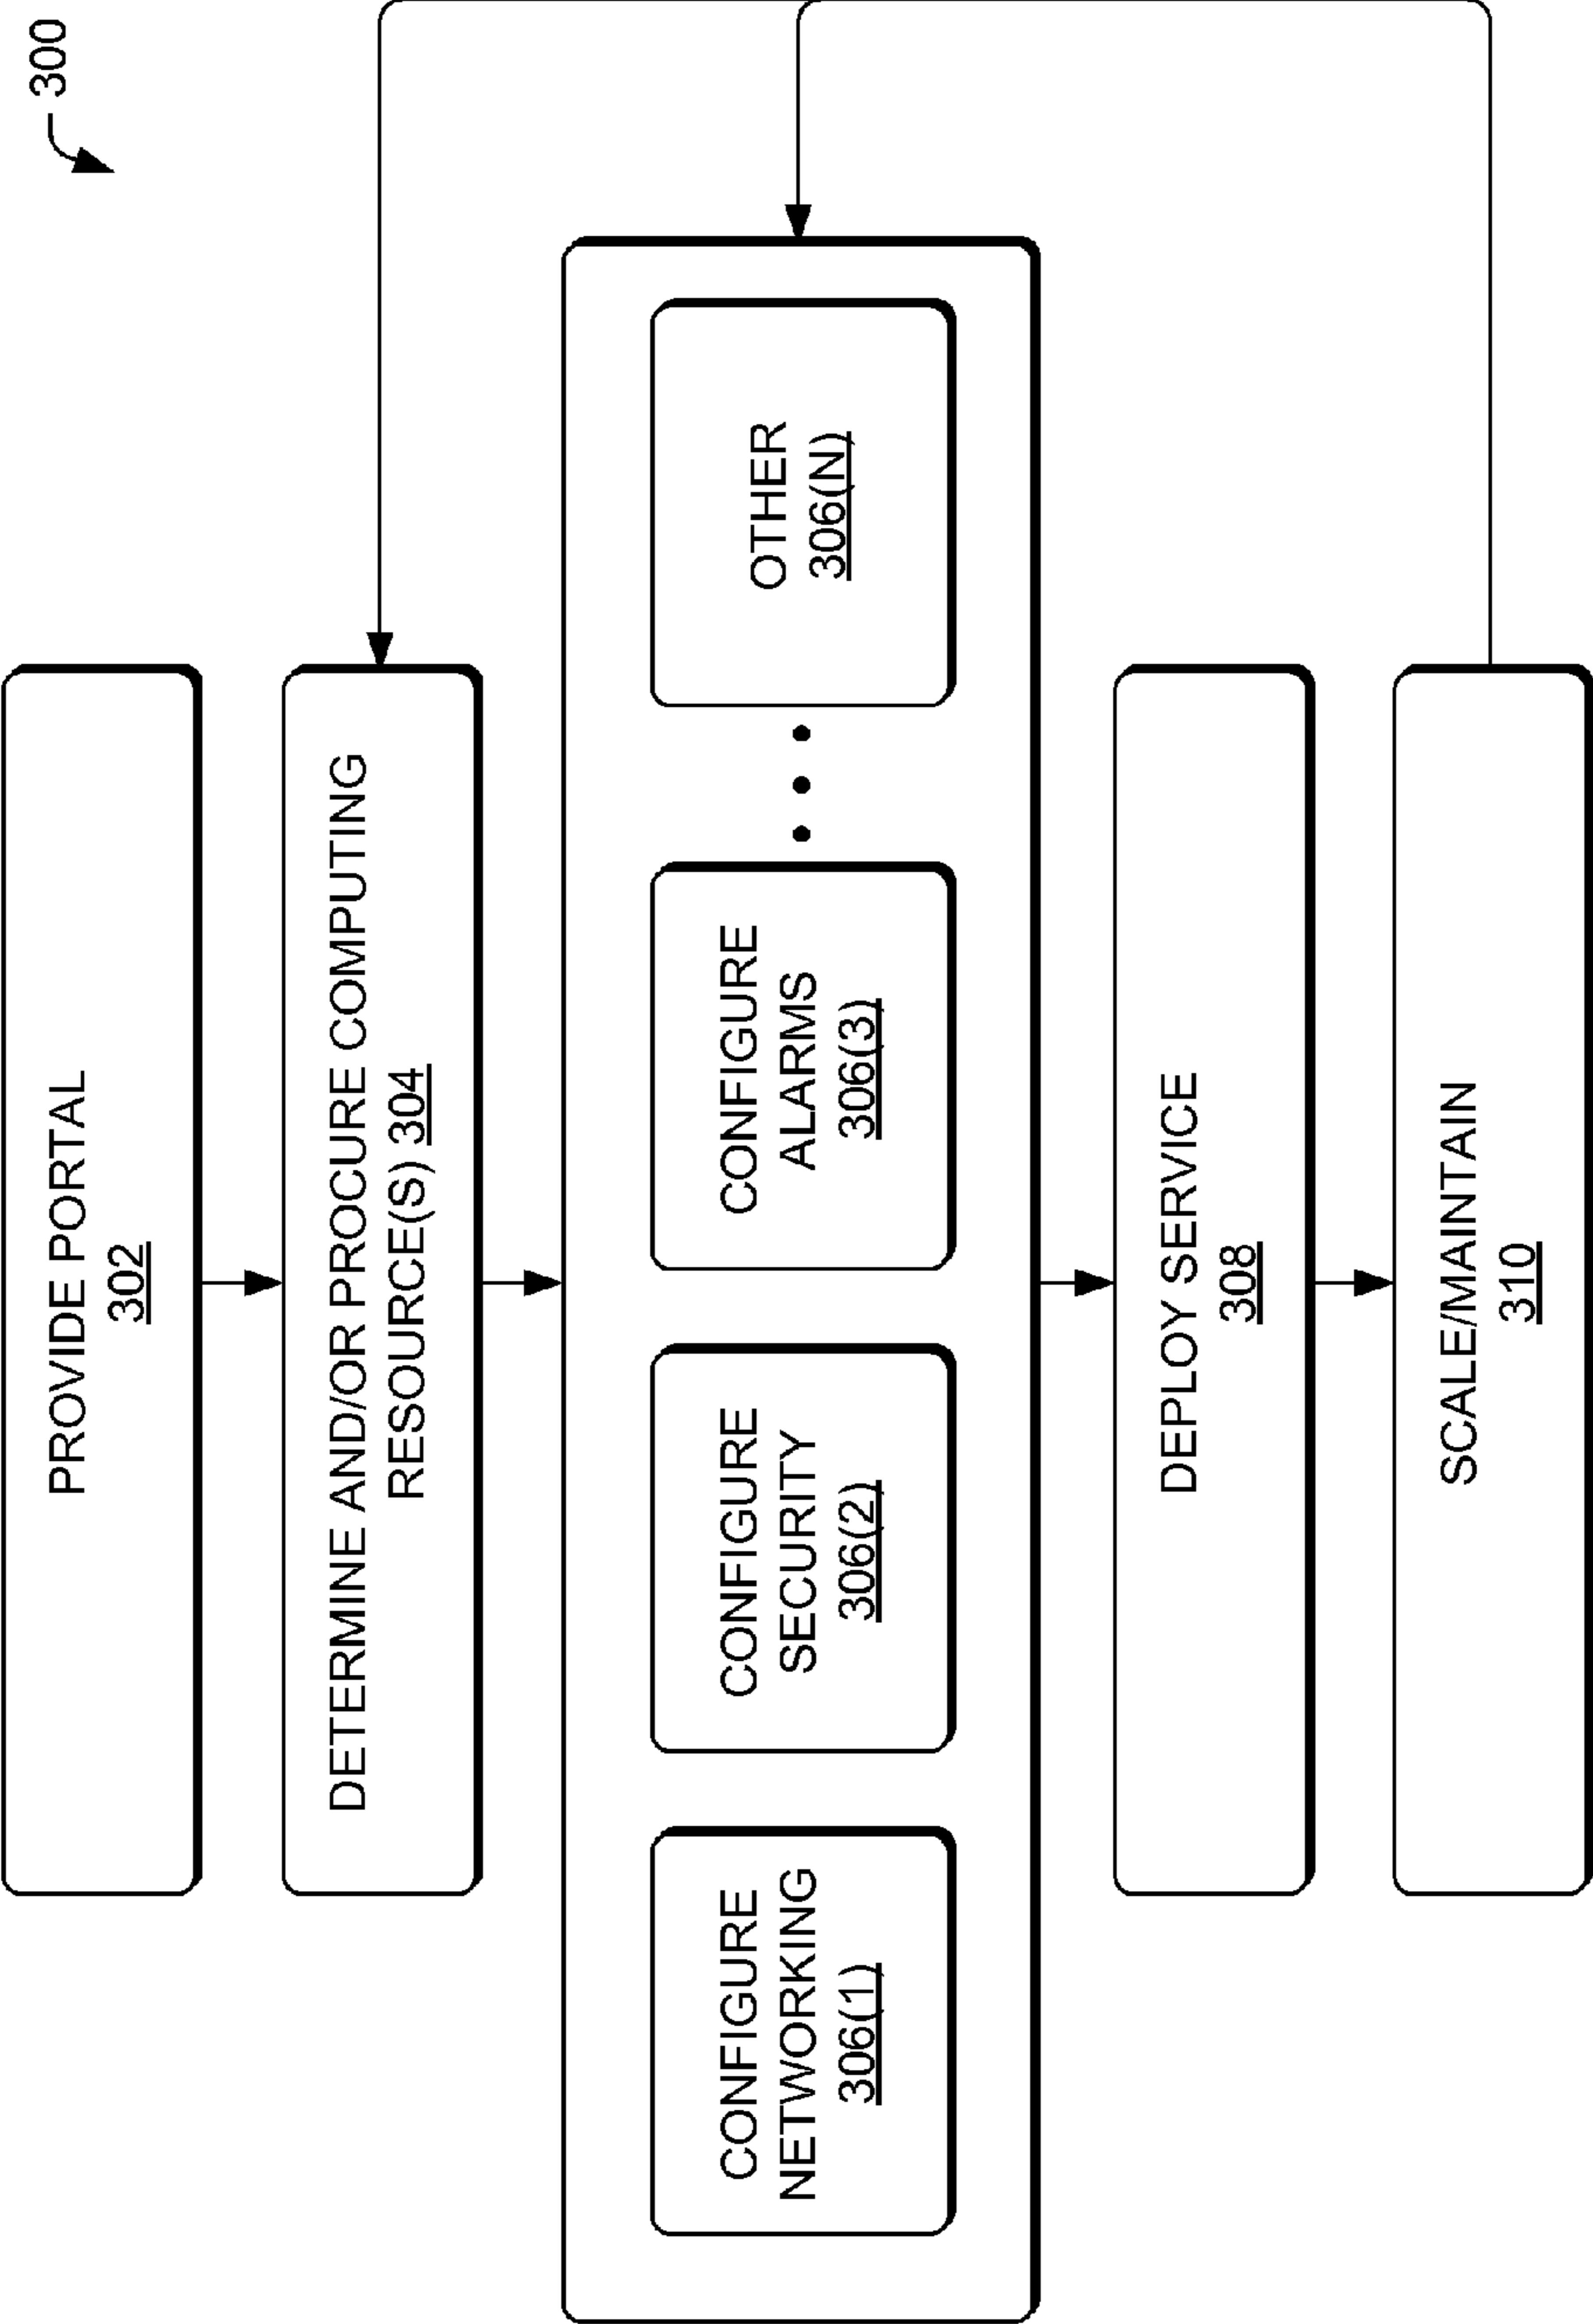 300
PROVIDE PORTAL
302
DETERMINE AND/OR PROCURE COMPUTING
RESOURCE(S) 304
CONFIGURE
NETWORKING
306(1)
CONFIGURE
SECURITY
306(2)
CONFIGURE
ALARMS
306(3)
OTHER
306(N)
DEPLOY SERVICE
308
SCALE/MAINTAIN
310